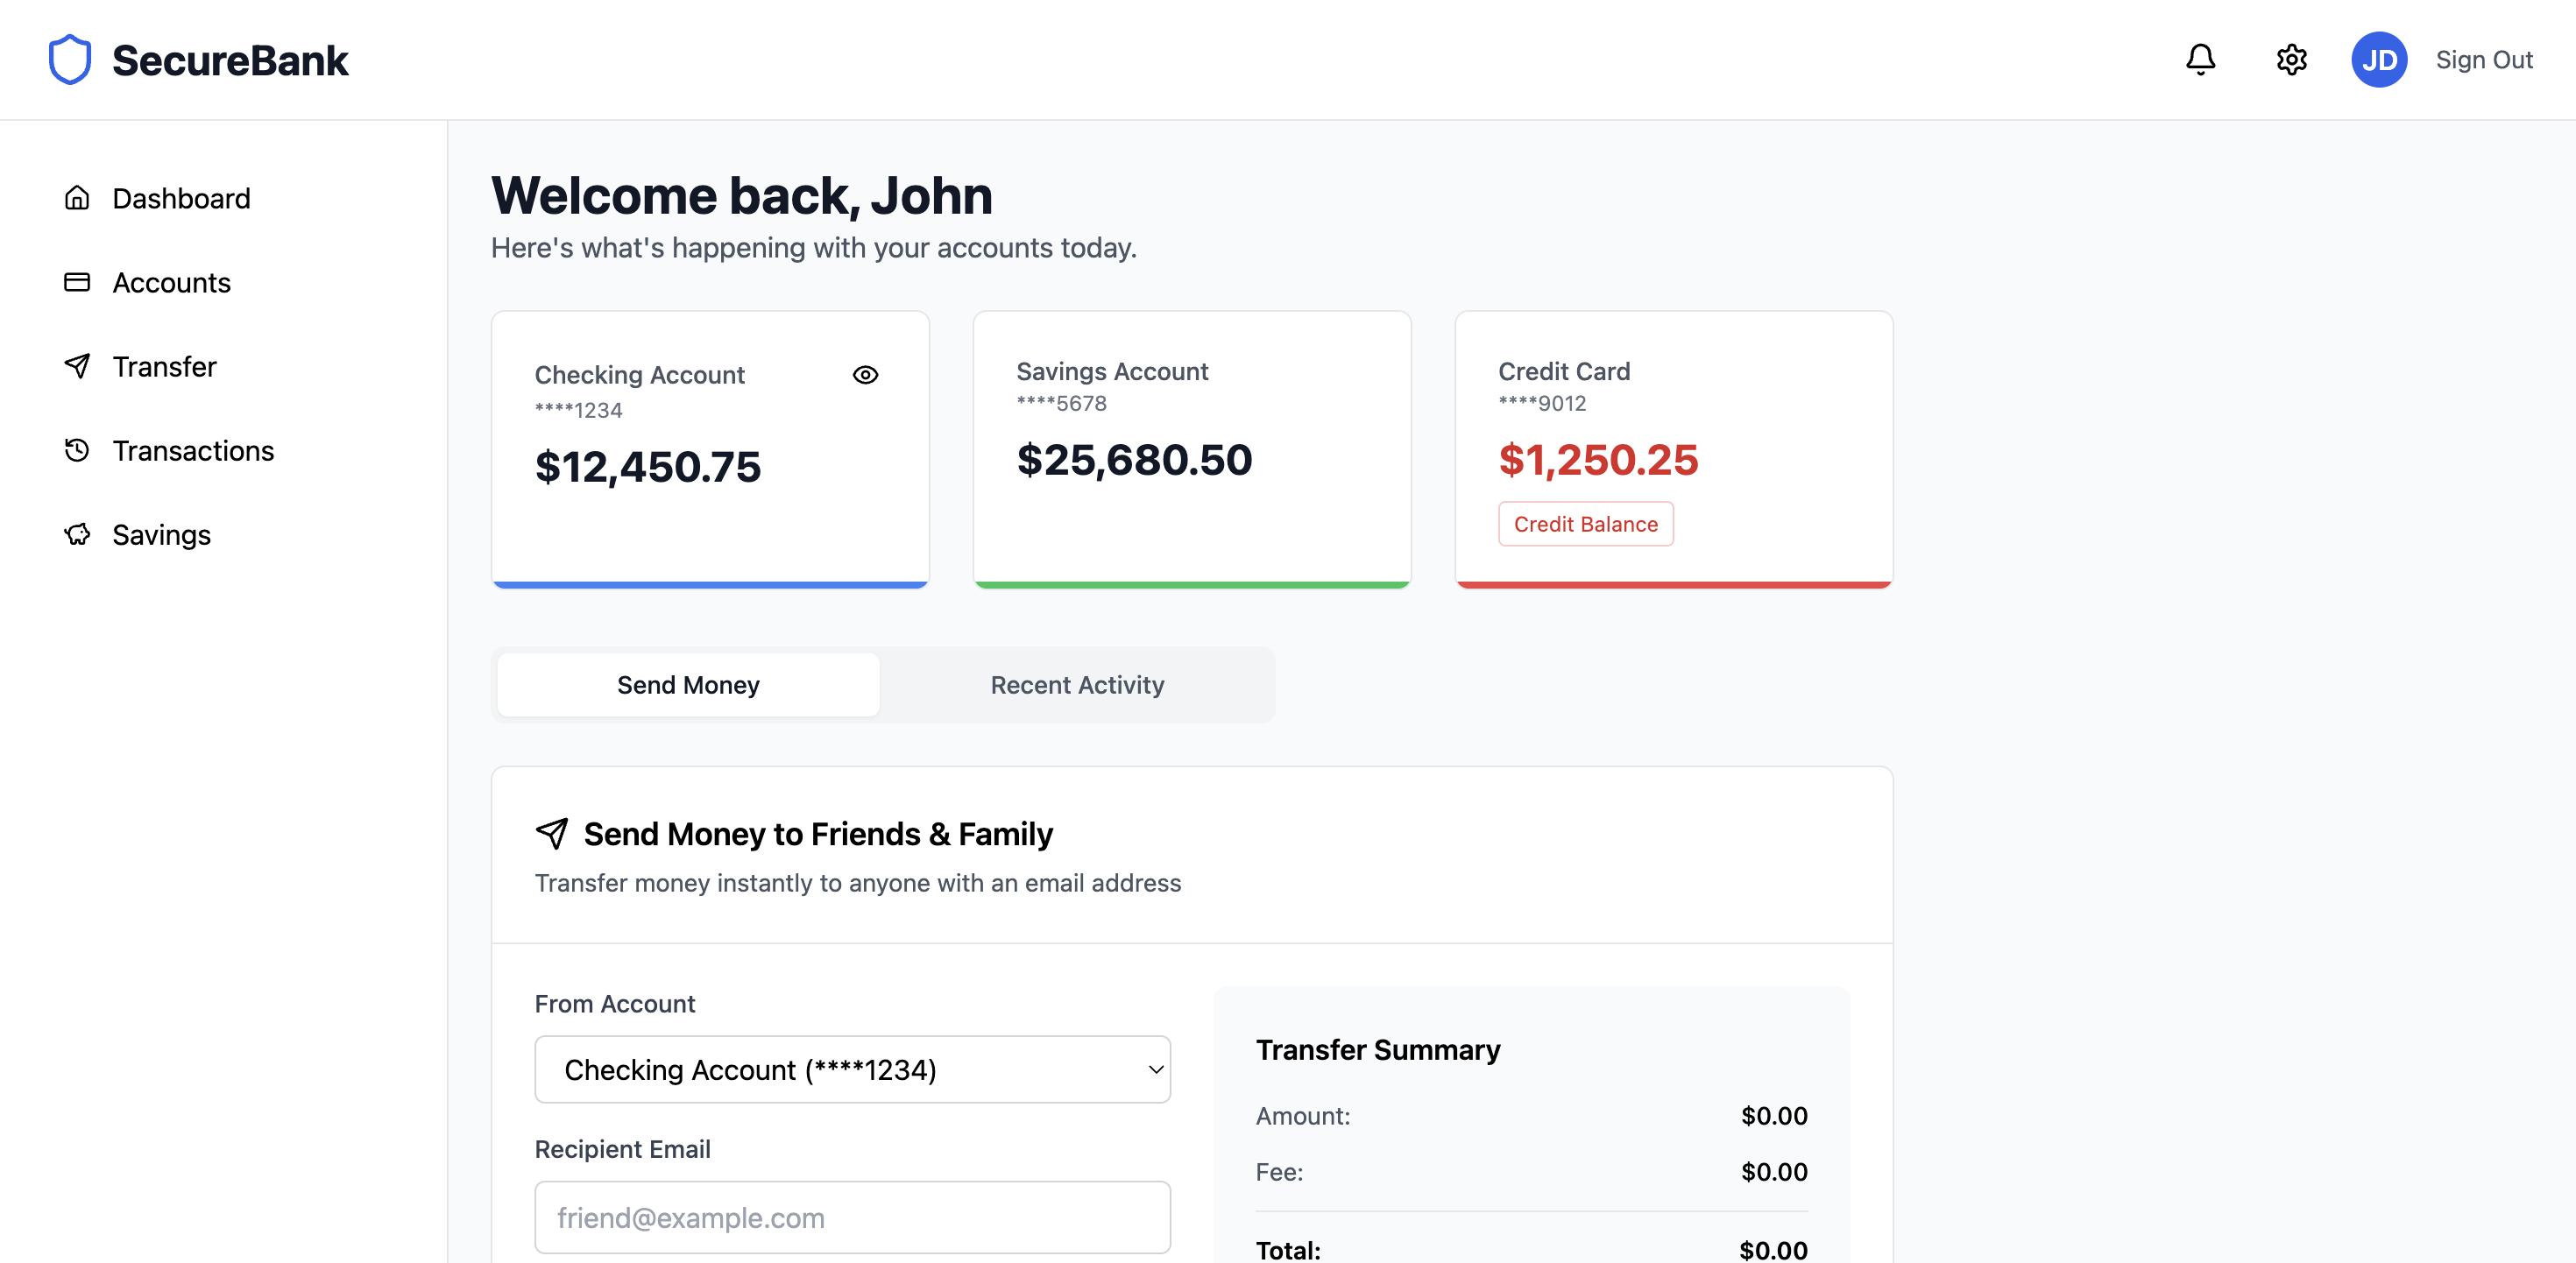 SecureBank
JD
Sign Out
Dashboard
Accounts
Transfer
Transactions
Savings
Welcome back, John
Here's what's happening with your accounts today.
Checking Account
****1234
$12,450.75
Savings Account
****5678
$25,680.50
Credit Card
****9012
$1,250.25
Credit Balance
Send Money
Recent Activity
Send Money to Friends & Family
Transfer money instantly to anyone with an email address
From Account
Checking Account (****1234)
Recipient Email
friend@example.com
Transfer Summary
Amount: $0.00
Fee: $0.00
Total: $0.00